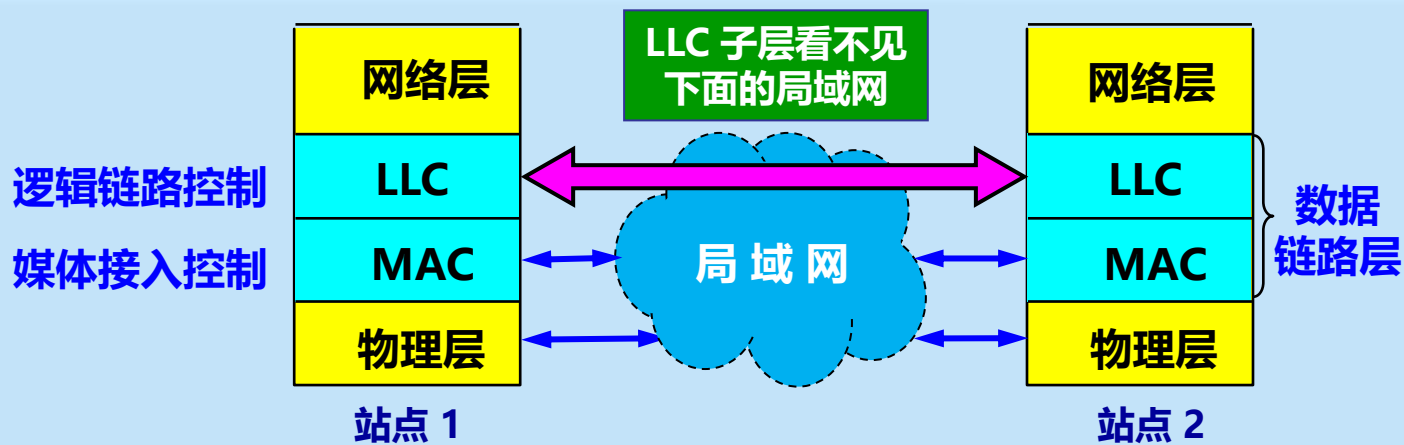 LLC 子层看不见
下面的局域网
网络层
网络层
逻辑链路控制
LLC
LLC
数据
链路层
媒体接入控制
MAC
局 域 网
MAC
物理层
物理层
站点 1
站点 2